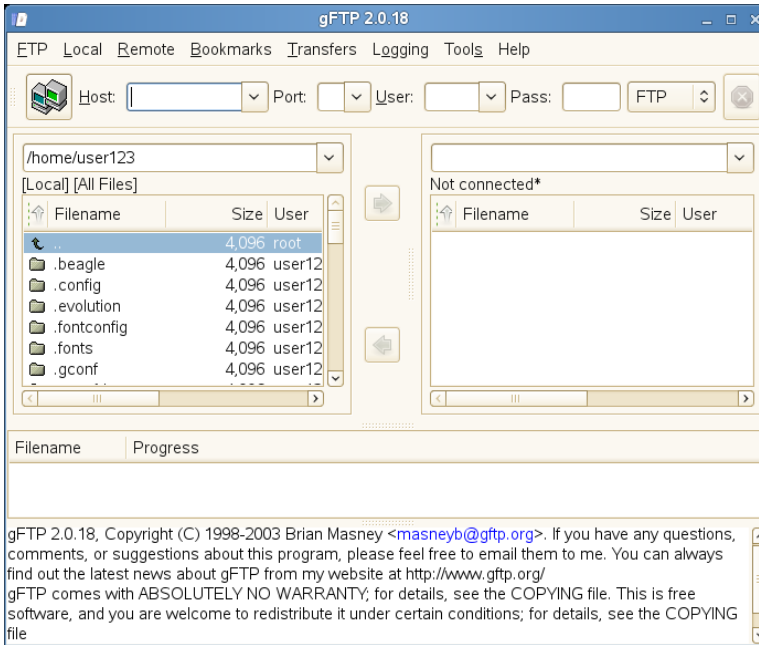 gFTP 2.0.18
FTP Local Remote Bookmarks Transfers Logging Tools Help
Host: Port: User: Pass: FTP
/home/user123
[Local] [All Files]
Filename Size User
.. 4,096 root
.beagle 4,096 user12
.config 4,096 user12
.evolution 4,096 user12
.fontconfig 4,096 user12
.fonts 4,096 user12
.gconf 4,096 user12
Not connected*
Filename Size User
Filename Progress
gFTP 2.0.18, Copyright (C) 1998-2003 Brian Masney <masneyb@gftp.org>. If you have any questions,
comments, or suggestions about this program, please feel free to email them to me. You can always
find out the latest news about gFTP from my website at http://www.gftp.org/
gFTP comes with ABSOLUTELY NO WARRANTY; for details, see the COPYING file. This is free
software, and you are welcome to redistribute it under certain conditions; for details, see the COPYING
file